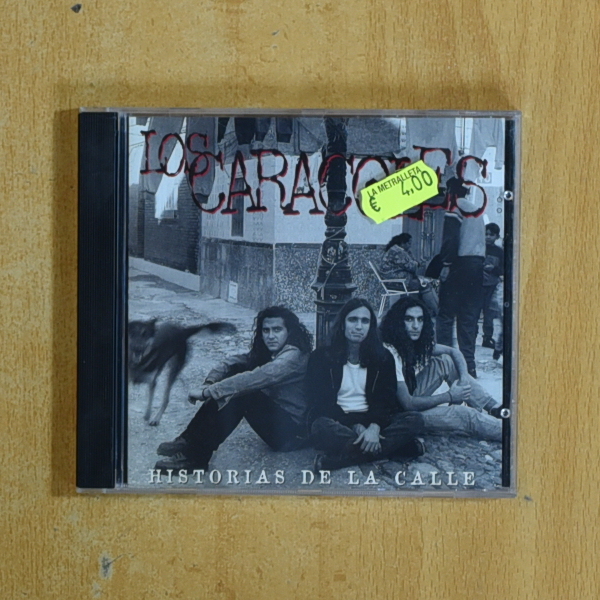 LOS
CARACOLES
LA METRALLETA
€ 4,00
HISTORIAS DE LA CALLE